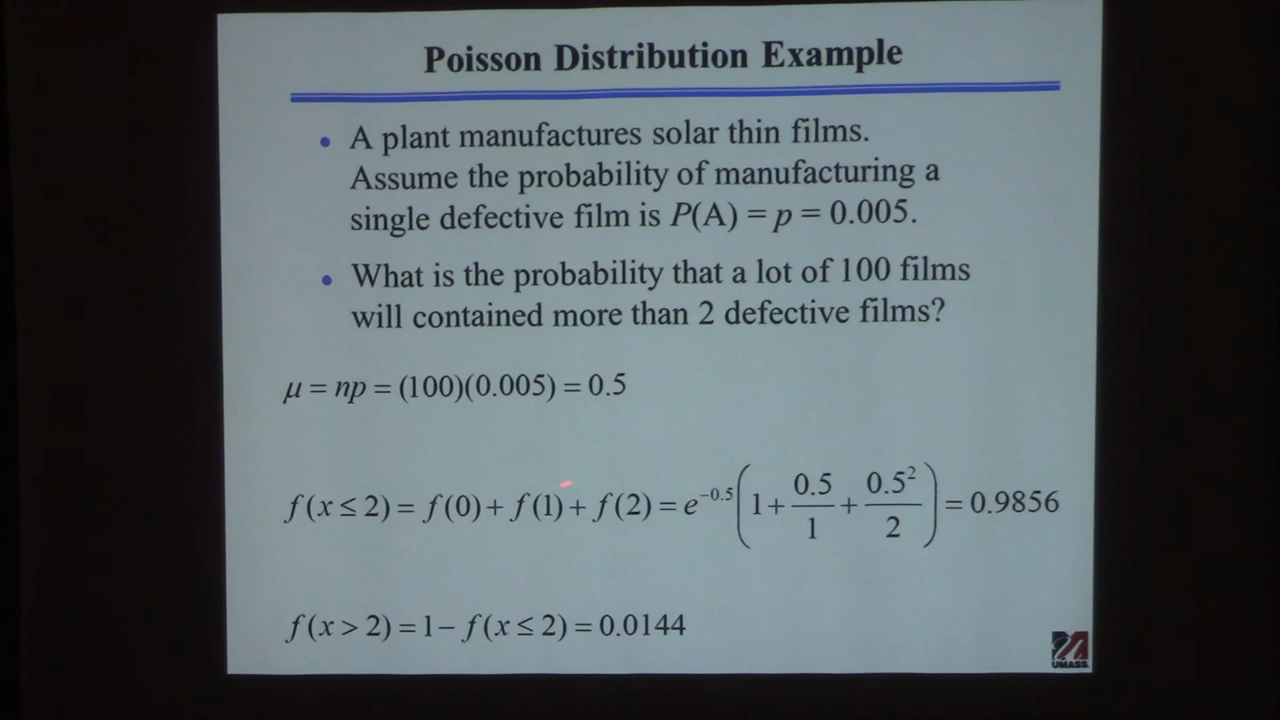 Poisson Distribution Example
• A plant manufactures solar thin films.
Assume the probability of manufacturing a
single defective film is P(A) = p = 0.005.
• What is the probability that a lot of 100 films
will contained more than 2 defective films?
μ = np = (100)(0.005) = 0.5
f(x ≤ 2) = f(0) + f(1) + f(2) = e^{-0.5}(1 + 0.5/1 + 0.5²/2) = 0.9856
f(x > 2) = 1 − f(x ≤ 2) = 0.0144
UMASS